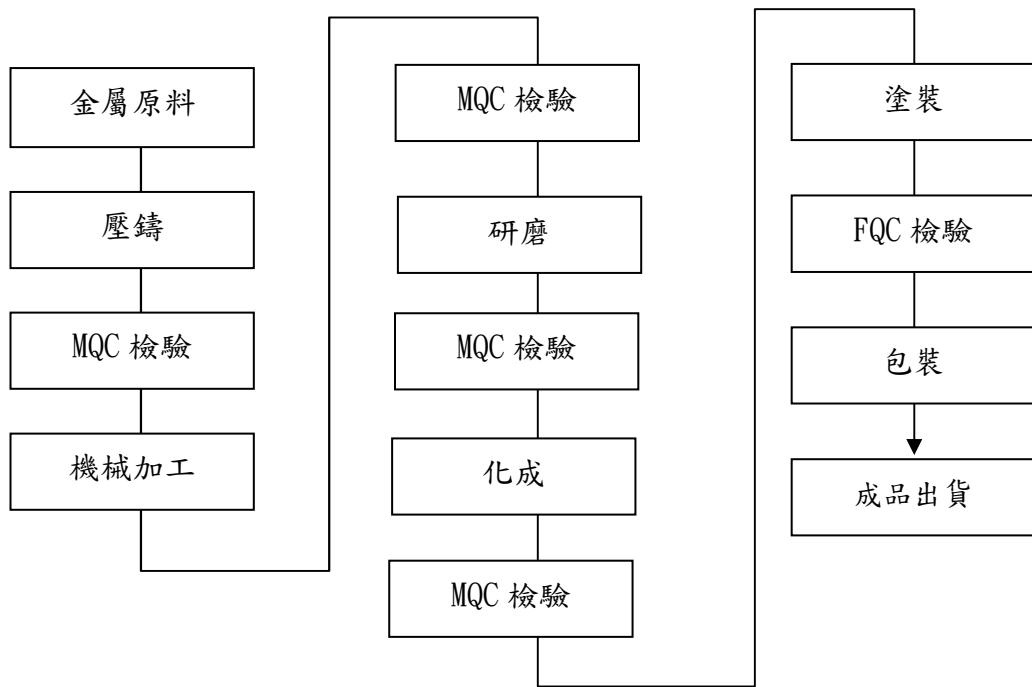 金屬原料
壓鑄
MQC 檢驗
機械加工
MQC 檢驗
研磨
MQC 檢驗
化成
MQC 檢驗
塗裝
FQC 檢驗
包裝
成品出貨